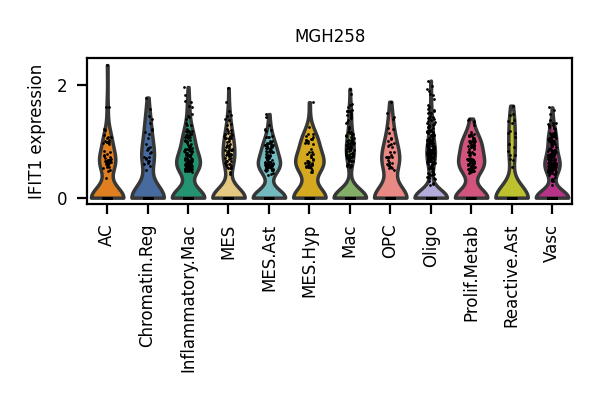 MGH258
IFIT1 expression
2
0
AC
Chromatin.Reg
Inflammatory.Mac
MES
MES.Ast
MES.Hyp
Mac
OPC
Oligo
Prolif.Metab
Reactive.Ast
Vasc